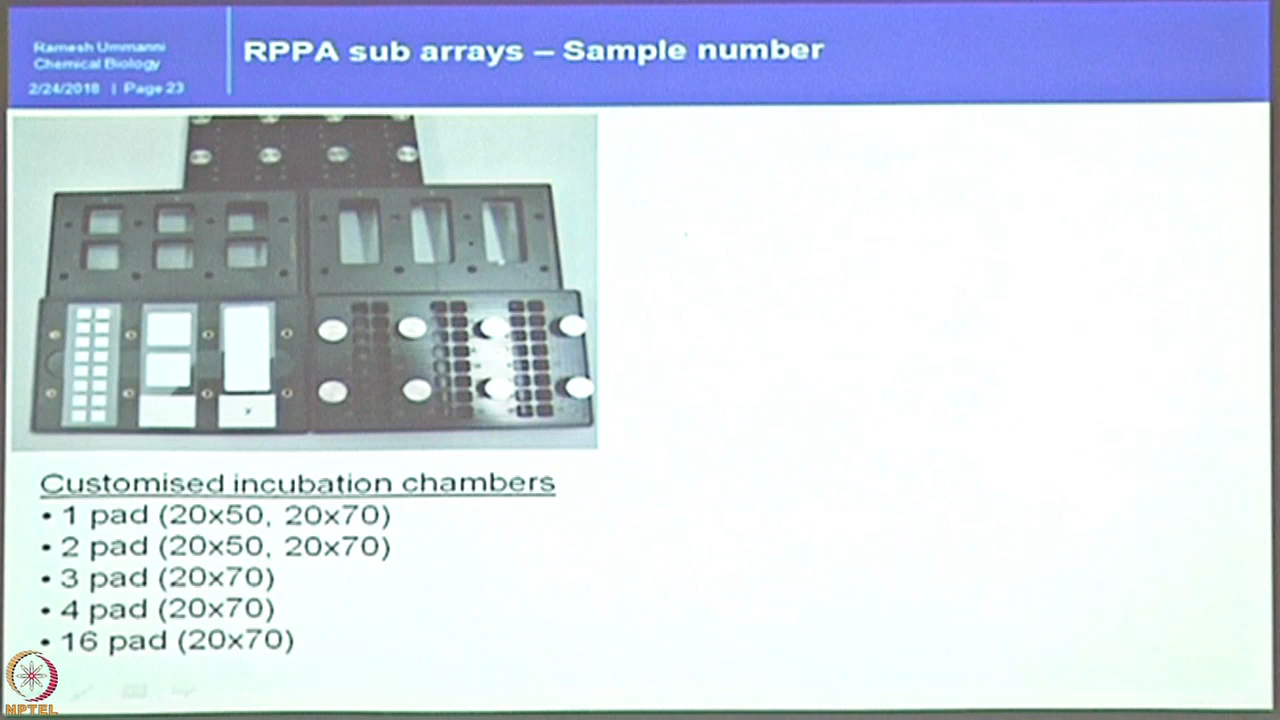 Ramesh Ummanni
Chemical Biology
2/24/2018 | Page 23
RPPA sub arrays – Sample number
Customised incubation chambers
• 1 pad (20x50, 20x70)
• 2 pad (20x50, 20x70)
• 3 pad (20x70)
• 4 pad (20x70)
• 16 pad (20x70)
NPTEL